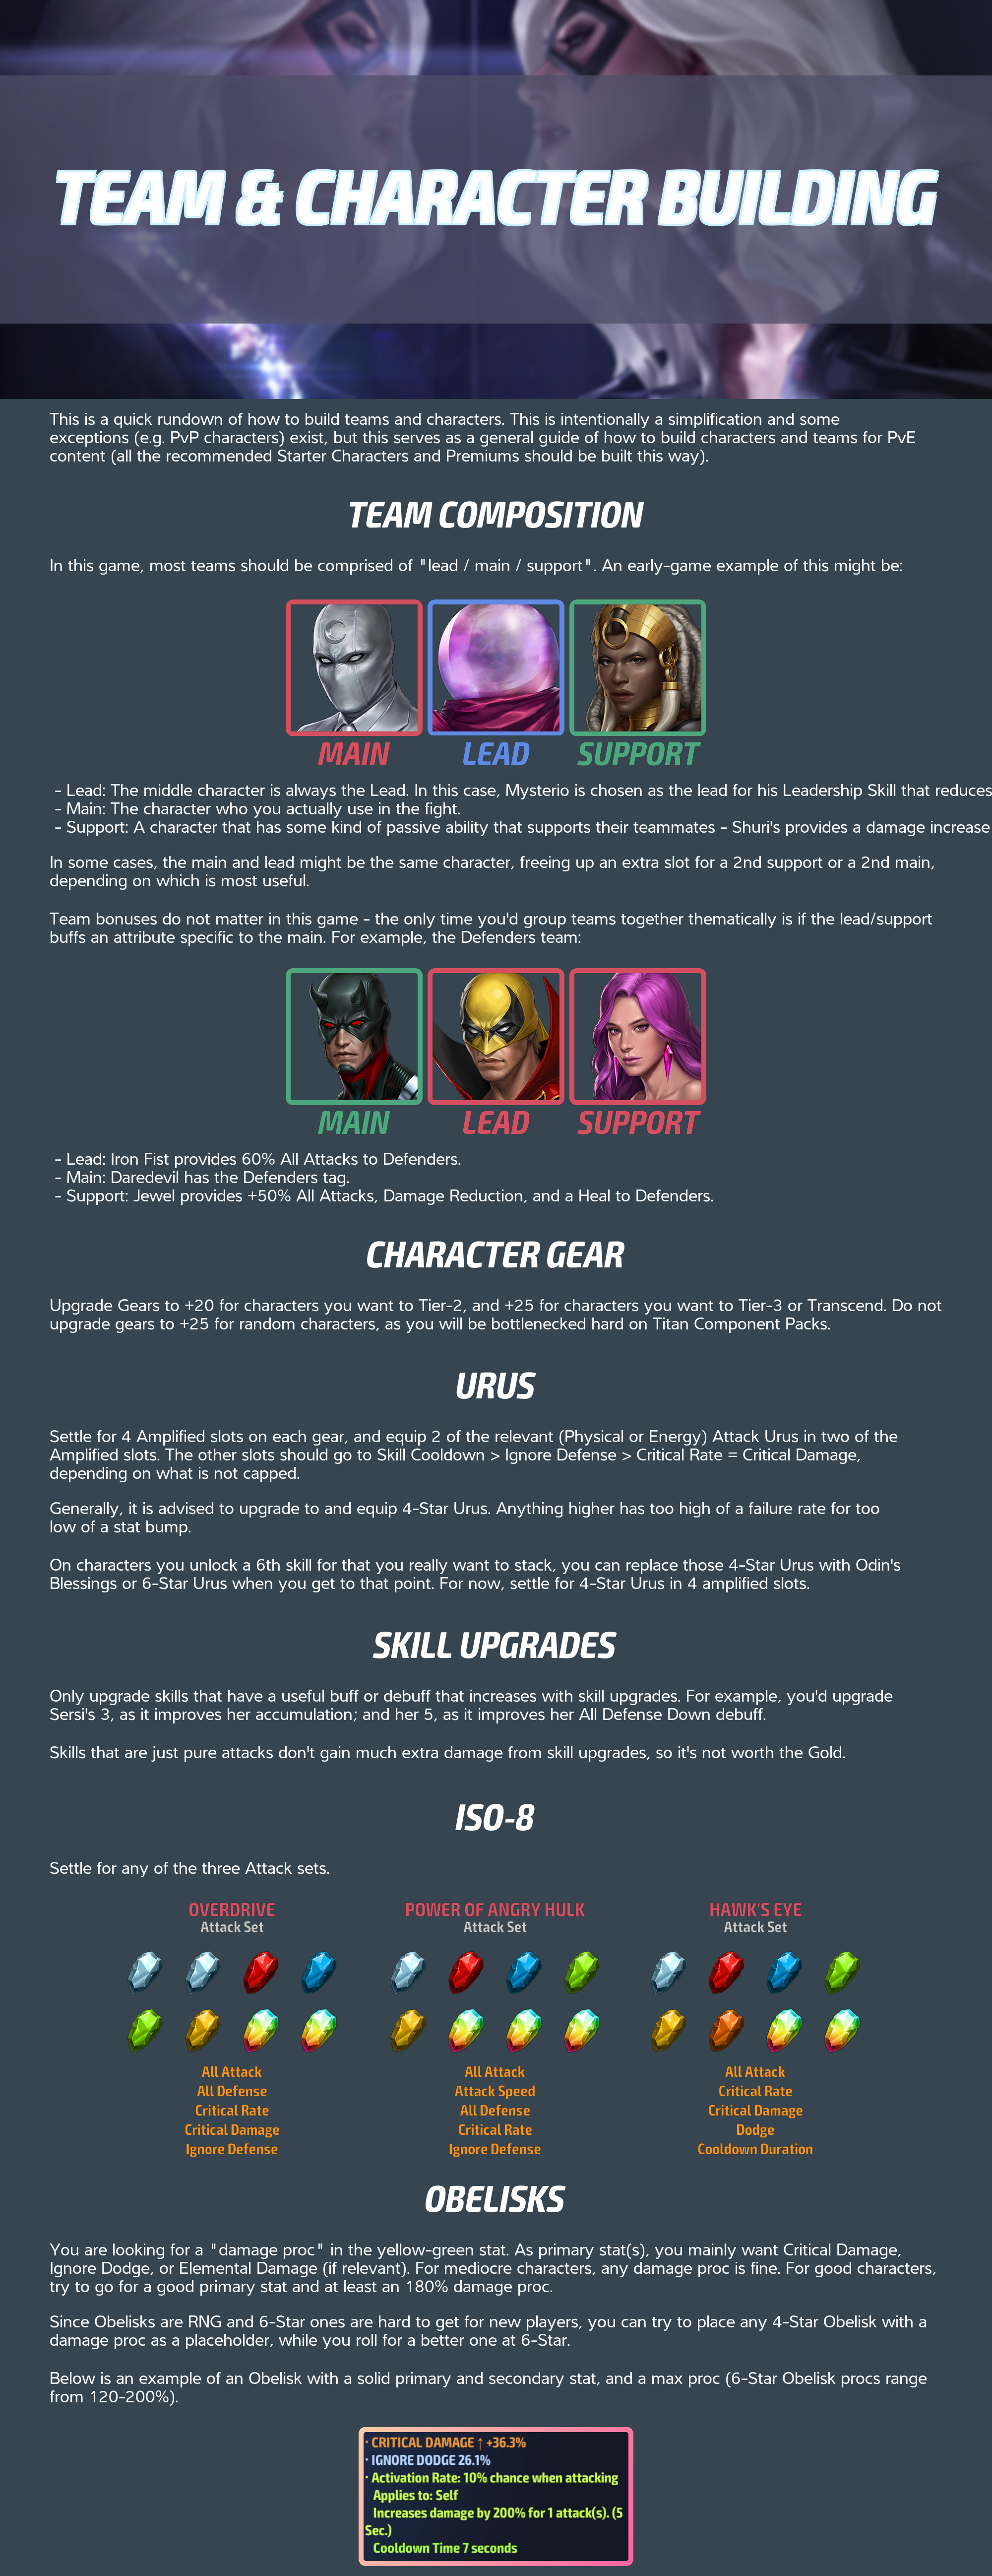 TEAM & CHARACTER BUILDING
This is a quick rundown of how to build teams and characters. This is intentionally a simplification and some
exceptions (e.g. PvP characters) exist, but this serves as a general guide of how to build characters and teams for PvE
content (all the recommended Starter Characters and Premiums should be built this way).
TEAM COMPOSITION
In this game, most teams should be comprised of "lead / main / support". An early-game example of this might be:
MAIN LEAD SUPPORT
- Lead: The middle character is always the Lead. In this case, Mysterio is chosen as the lead for his Leadership Skill that reduces
- Main: The character who you actually use in the fight.
- Support: A character that has some kind of passive ability that supports their teammates - Shuri's provides a damage increase
In some cases, the main and lead might be the same character, freeing up an extra slot for a 2nd support or a 2nd main,
depending on which is most useful.
Team bonuses do not matter in this game - the only time you'd group teams together thematically is if the lead/support
buffs an attribute specific to the main. For example, the Defenders team:
MAIN LEAD SUPPORT
- Lead: Iron Fist provides 60% All Attacks to Defenders.
- Main: Daredevil has the Defenders tag.
- Support: Jewel provides +50% All Attacks, Damage Reduction, and a Heal to Defenders.
CHARACTER GEAR
Upgrade Gears to +20 for characters you want to Tier-2, and +25 for characters you want to Tier-3 or Transcend. Do not
upgrade gears to +25 for random characters, as you will be bottlenecked hard on Titan Component Packs.
URUS
Settle for 4 Amplified slots on each gear, and equip 2 of the relevant (Physical or Energy) Attack Urus in two of the
Amplified slots. The other slots should go to Skill Cooldown > Ignore Defense > Critical Rate = Critical Damage,
depending on what is not capped.
Generally, it is advised to upgrade to and equip 4-Star Urus. Anything higher has too high of a failure rate for too
low of a stat bump.
On characters you unlock a 6th skill for that you really want to stack, you can replace those 4-Star Urus with Odin's
Blessings or 6-Star Urus when you get to that point. For now, settle for 4-Star Urus in 4 amplified slots.
SKILL UPGRADES
Only upgrade skills that have a useful buff or debuff that increases with skill upgrades. For example, you'd upgrade
Sersi's 3, as it improves her accumulation; and her 5, as it improves her All Defense Down debuff.
Skills that are just pure attacks don't gain much extra damage from skill upgrades, so it's not worth the Gold.
ISO-8
Settle for any of the three Attack sets.
OVERDRIVE
Attack Set
All Attack
All Defense
Critical Rate
Critical Damage
Ignore Defense
POWER OF ANGRY HULK
Attack Set
All Attack
Attack Speed
All Defense
Critical Rate
Ignore Defense
HAWK'S EYE
Attack Set
All Attack
Critical Rate
Critical Damage
Dodge
Cooldown Duration
OBELISKS
You are looking for a "damage proc" in the yellow-green stat. As primary stat(s), you mainly want Critical Damage,
Ignore Dodge, or Elemental Damage (if relevant). For mediocre characters, any damage proc is fine. For good characters,
try to go for a good primary stat and at least an 180% damage proc.
Since Obelisks are RNG and 6-Star ones are hard to get for new players, you can try to place any 4-Star Obelisk with a
damage proc as a placeholder, while you roll for a better one at 6-Star.
Below is an example of an Obelisk with a solid primary and secondary stat, and a max proc (6-Star Obelisk procs range
from 120-200%).
· CRITICAL DAMAGE ↑ +36.3%
· IGNORE DODGE 26.1%
· Activation Rate: 10% chance when attacking
Applies to: Self
Increases damage by 200% for 1 attack(s). (5
Sec.)
Cooldown Time 7 seconds